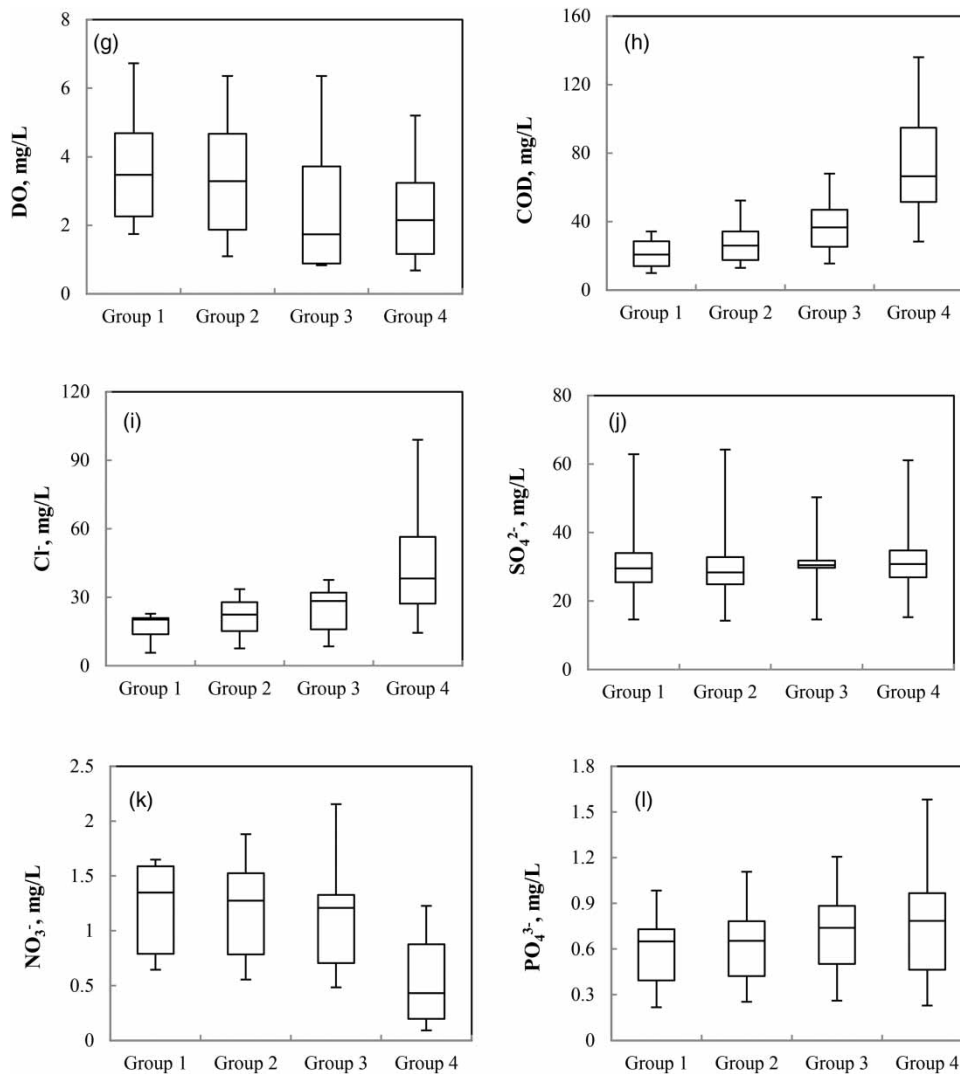 (g)
DO, mg/L
8
6
4
2
0
Group 1 Group 2 Group 3 Group 4
(h)
COD, mg/L
160
120
80
40
0
Group 1 Group 2 Group 3 Group 4
(i)
Cl⁻, mg/L
120
90
60
30
0
Group 1 Group 2 Group 3 Group 4
(j)
SO₄²⁻, mg/L
80
60
40
20
0
Group 1 Group 2 Group 3 Group 4
(k)
NO₃⁻, mg/L
2.5
2
1.5
1
0.5
0
Group 1 Group 2 Group 3 Group 4
(l)
PO₄³⁻, mg/L
1.8
1.5
1.2
0.9
0.6
0.3
0
Group 1 Group 2 Group 3 Group 4